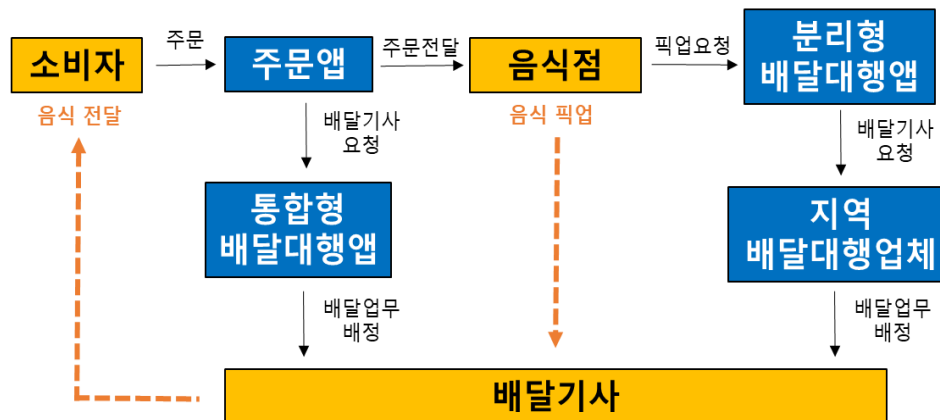 주문
주문전달
픽업요청
소비자
주문앱
음식점
분리형
배달대행앱
음식 전달
음식 픽업
배달기사
요청
배달기사
요청
통합형
배달대행앱
지역
배달대행업체
배달업무
배정
배달업무
배정
배달기사